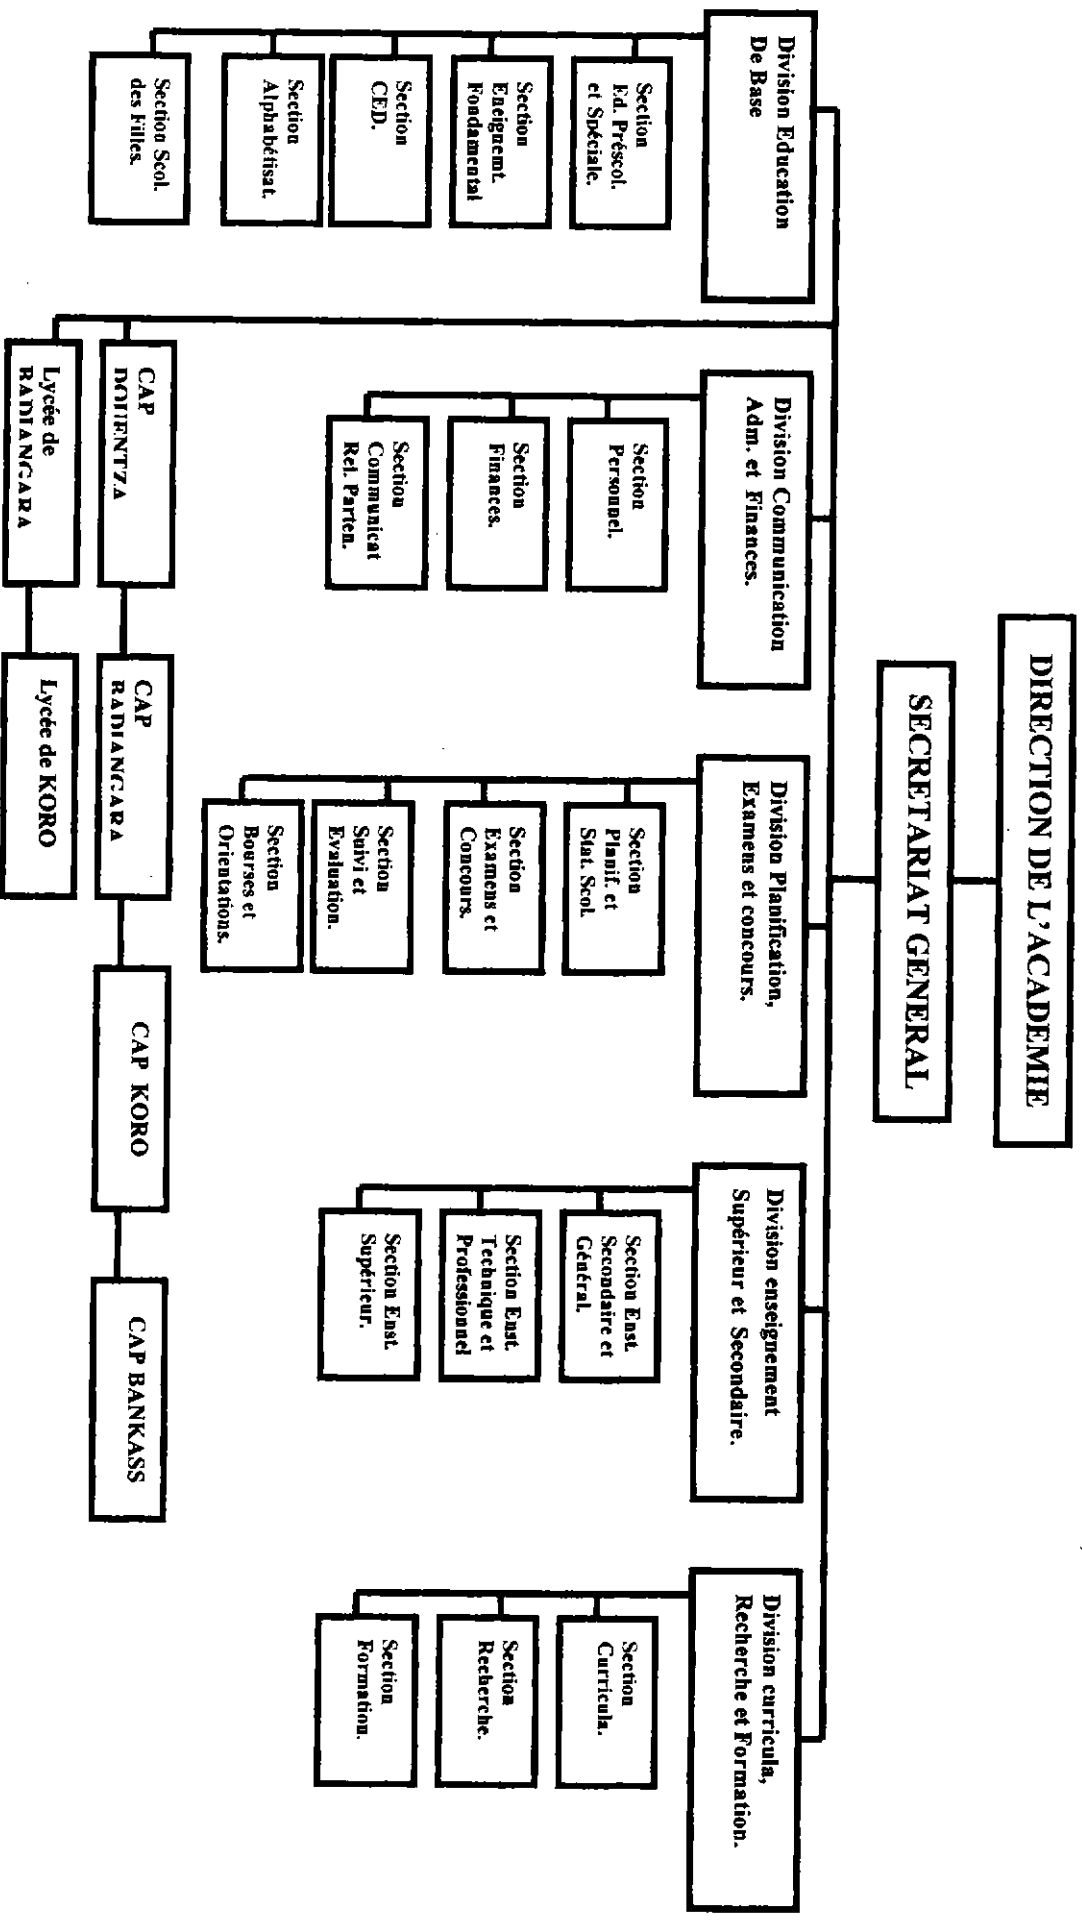 DIRECTION DE L'ACADEMIE
SECRETARIAT GENERAL
Division Education
De Base
Section
Ed. Préscol.
et Spéciale.
Section
Eneignemt.
Fondamental
Section
CED.
Section
Alphabétisat.
Section Scol.
des Filles.
Division Communication
Adm. et Finances.
Section
Personnel.
Section
Finances.
Section
Communicat
Rel. Parten.
Division Planification,
Examens et concours.
Section
Planif. et
Stat. Scol.
Section
Examens et
Concours.
Section
Suivi et
Evaluation.
Section
Bourses et
Orientations.
Division enseignement
Supérieur et Secondaire.
Section Enst.
Secondaire et
Général.
Section Enst.
Technique et
Professionnel
Section Enst.
Supérieur.
Division curricula,
Recherche et Formation.
Section
Curricula.
Section
Recherche.
Section
Formation.
CAP
DOUENTZA
CAP
BADIANGARA
CAP KORO
CAP BANKASS
Lycée de
BADIANGARA
Lycée de KORO